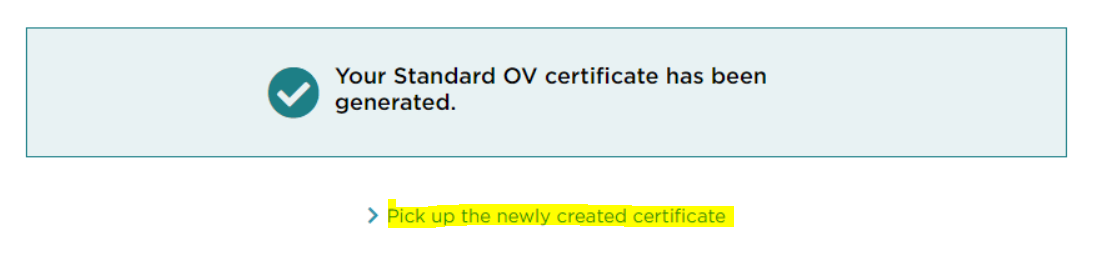 Your Standard OV certificate has been
generated.
Pick up the newly created certificate